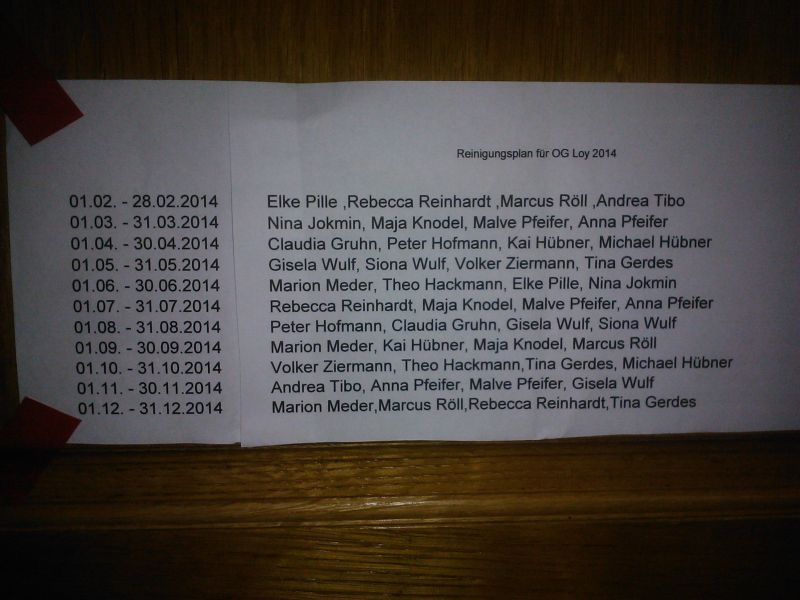 Reinigungsplan für OG Loy 2014
01.02. - 28.02.2014 Elke Pille ,Rebecca Reinhardt ,Marcus Röll ,Andrea Tibo
01.03. - 31.03.2014 Nina Jokmin, Maja Knodel, Malve Pfeifer, Anna Pfeifer
01.04. - 30.04.2014 Claudia Gruhn, Peter Hofmann, Kai Hübner, Michael Hübner
01.05. - 31.05.2014 Gisela Wulf, Siona Wulf, Volker Ziermann, Tina Gerdes
01.06. - 30.06.2014 Marion Meder, Theo Hackmann, Elke Pille, Nina Jokmin
01.07. - 31.07.2014 Rebecca Reinhardt, Maja Knodel, Malve Pfeifer, Anna Pfeifer
01.08. - 31.08.2014 Peter Hofmann, Claudia Gruhn, Gisela Wulf, Siona Wulf
01.09. - 30.09.2014 Marion Meder, Kai Hübner, Maja Knodel, Marcus Röll
01.10. - 31.10.2014 Volker Ziermann, Theo Hackmann,Tina Gerdes, Michael Hübner
01.11. - 30.11.2014 Andrea Tibo, Anna Pfeifer, Malve Pfeifer, Gisela Wulf
01.12. - 31.12.2014 Marion Meder,Marcus Röll,Rebecca Reinhardt,Tina Gerdes